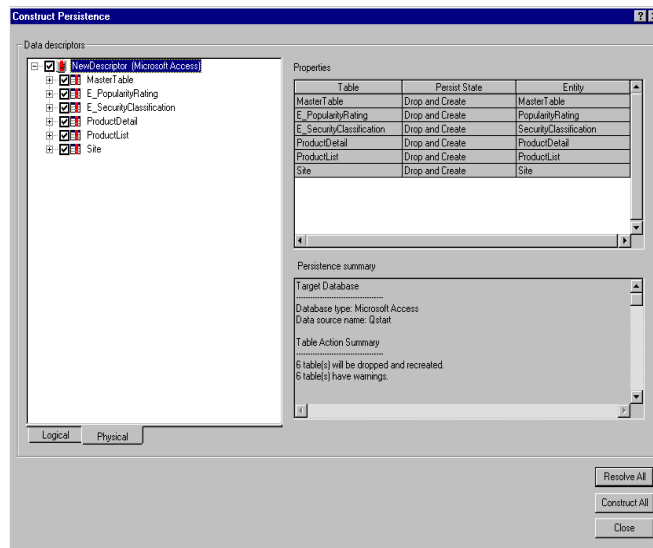 Construct Persistence
Data descriptors
NewDescriptor (Microsoft Access)
MasterTable
E_PopularityRating
E_SecurityClassification
ProductDetail
ProductList
Site
Logical Physical
Properties
Table Persist State Entity
MasterTable Drop and Create MasterTable
E_PopularityRating Drop and Create PopularityRating
E_SecurityClassification Drop and Create SecurityClassification
ProductDetail Drop and Create ProductDetail
ProductList Drop and Create ProductList
Site Drop and Create Site
Persistence summary
Target Database
------------------------------------
Database type: Microsoft Access
Data source name: Qstart
Table Action Summary
------------------------------------
6 table(s) will be dropped and recreated.
6 table(s) have warnings.
Resolve All
Construct All
Close